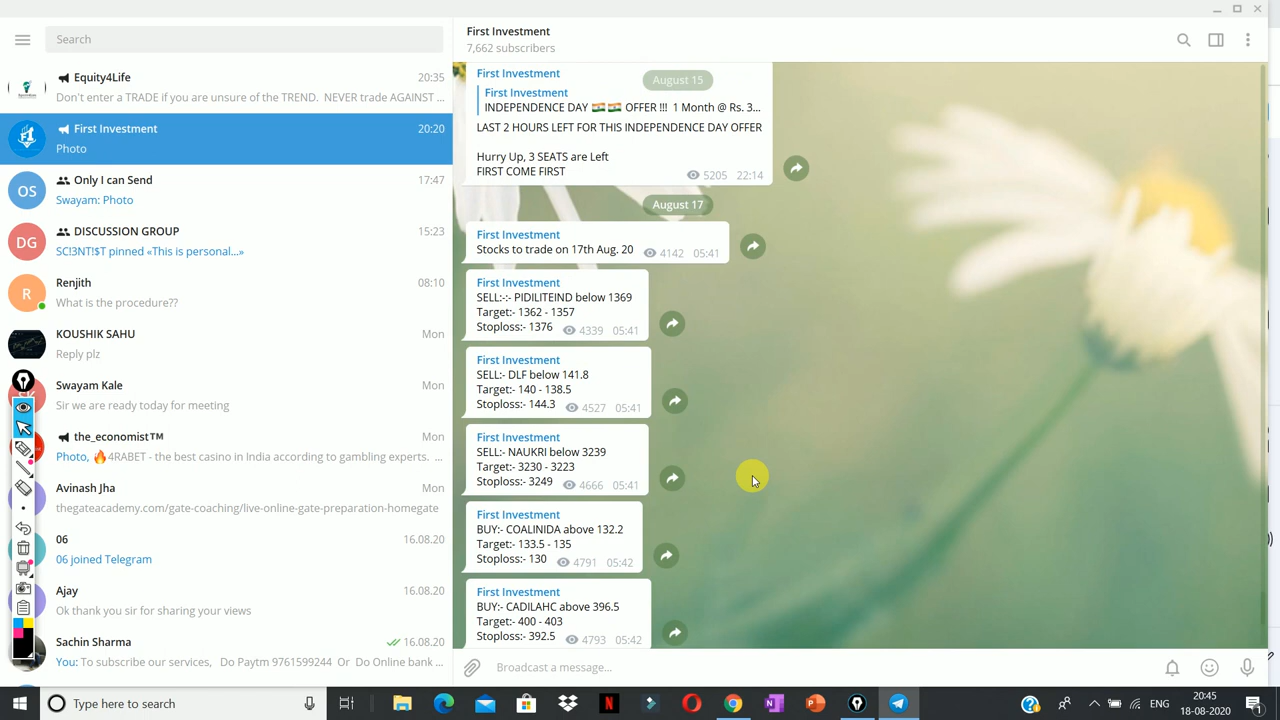 Search
Equity4Life
20:35
Don't enter a TRADE if you are unsure of the TREND. NEVER trade AGAINST ...
First Investment
20:20
Photo
OS
Only I can Send
17:47
Swayam: Photo
DG
DISCUSSION GROUP
15:23
SC!3NT!$T pinned «This is personal...»
R
Renjith
08:10
What is the procedure??
KOUSHIK SAHU
Mon
Reply plz
Swayam Kale
Mon
Sir we are ready today for meeting
the_economist™
Mon
Photo, 🔥4RABET - the best casino in India according to gambling experts. ...
Avinash Jha
Mon
thegateacademy.com/gate-coaching/live-online-gate-preparation-homegate
06
16.08.20
06 joined Telegram
Ajay
16.08.20
Ok thank you sir for sharing your views
Sachin Sharma
16.08.20
You: To subscribe our services, Do Paytm 9761599244 Or Do Online bank ...
First Investment
7,662 subscribers
First Investment
August 15
First Investment
INDEPENDENCE DAY 🇮🇳🇮🇳 OFFER !!! 1 Month @ Rs. 3...
LAST 2 HOURS LEFT FOR THIS INDEPENDENCE DAY OFFER
Hurry Up, 3 SEATS are Left
FIRST COME FIRST
5205 22:14
August 17
First Investment
Stocks to trade on 17th Aug. 20 4142 05:41
First Investment
SELL:-:- PIDILITEIND below 1369
Target:- 1362 - 1357
Stoploss:- 1376 4339 05:41
First Investment
SELL:- DLF below 141.8
Target:- 140 - 138.5
Stoploss:- 144.3 4527 05:41
First Investment
SELL:- NAUKRI below 3239
Target:- 3230 - 3223
Stoploss:- 3249 4666 05:41
First Investment
BUY:- COALINIDA above 132.2
Target:- 133.5 - 135
Stoploss:- 130 4791 05:42
First Investment
BUY:- CADILAHC above 396.5
Target:- 400 - 403
Stoploss:- 392.5 4793 05:42
Broadcast a message...
Type here to search
ENG
20:45
18-08-2020